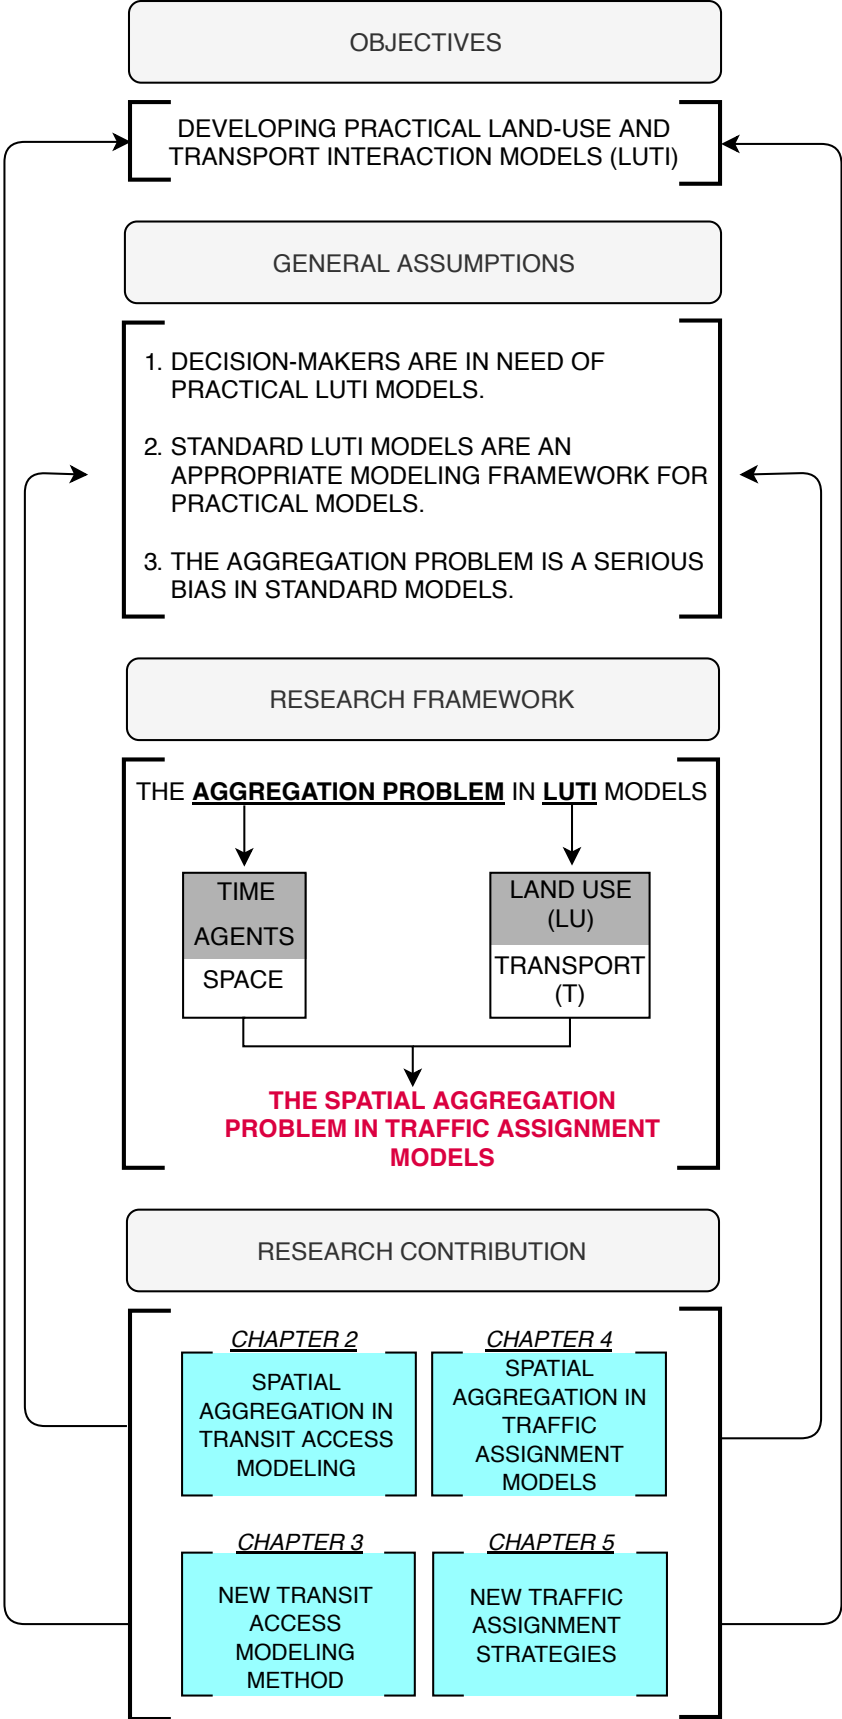 OBJECTIVES
DEVELOPING PRACTICAL LAND-USE AND
TRANSPORT INTERACTION MODELS (LUTI)
GENERAL ASSUMPTIONS
1. DECISION-MAKERS ARE IN NEED OF
PRACTICAL LUTI MODELS.
2. STANDARD LUTI MODELS ARE AN
APPROPRIATE MODELING FRAMEWORK FOR
PRACTICAL MODELS.
3. THE AGGREGATION PROBLEM IS A SERIOUS
BIAS IN STANDARD MODELS.
RESEARCH FRAMEWORK
THE AGGREGATION PROBLEM IN LUTI MODELS
TIME
AGENTS
SPACE
LAND USE
(LU)
TRANSPORT
(T)
THE SPATIAL AGGREGATION
PROBLEM IN TRAFFIC ASSIGNMENT
MODELS
RESEARCH CONTRIBUTION
CHAPTER 2
SPATIAL
AGGREGATION IN
TRANSIT ACCESS
MODELING
CHAPTER 4
SPATIAL
AGGREGATION IN
TRAFFIC
ASSIGNMENT
MODELS
CHAPTER 3
NEW TRANSIT
ACCESS
MODELING
METHOD
CHAPTER 5
NEW TRAFFIC
ASSIGNMENT
STRATEGIES